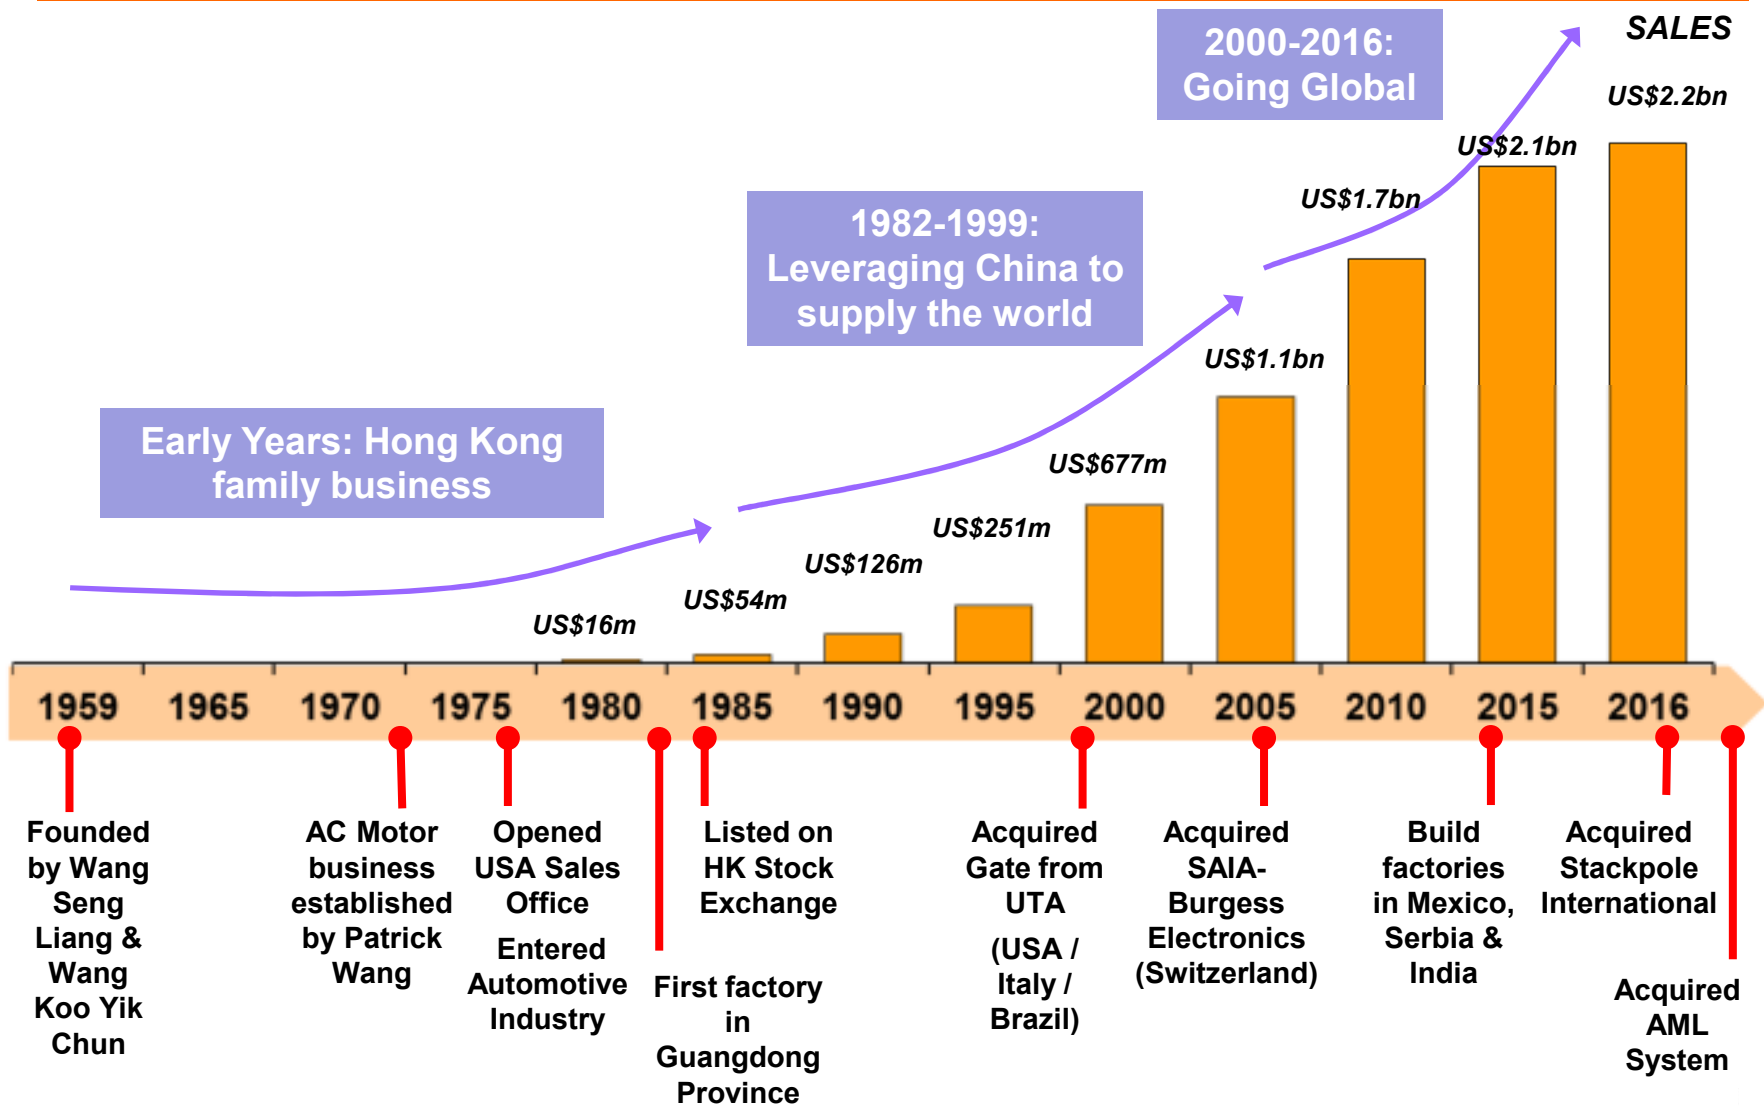 SALES
2000-2016:
Going Global
US$2.2bn
US$2.1bn
US$1.7bn
1982-1999:
Leveraging China to
supply the world
US$1.1bn
Early Years: Hong Kong
family business
US$677m
US$251m
US$126m
US$54m
US$16m
1959 1965 1970 1975 1980 1985 1990 1995 2000 2005 2010 2015 2016
Founded
by Wang
Seng
Liang &
Wang
Koo Yik
Chun
AC Motor
business
established
by Patrick
Wang
Opened
USA Sales
Office
Entered
Automotive
Industry
First factory
in
Guangdong
Province
Listed on
HK Stock
Exchange
Acquired
Gate from
UTA
(USA /
Italy /
Brazil)
Acquired
SAIA-
Burgess
Electronics
(Switzerland)
Build
factories
in Mexico,
Serbia &
India
Acquired
Stackpole
International
Acquired
AML
System